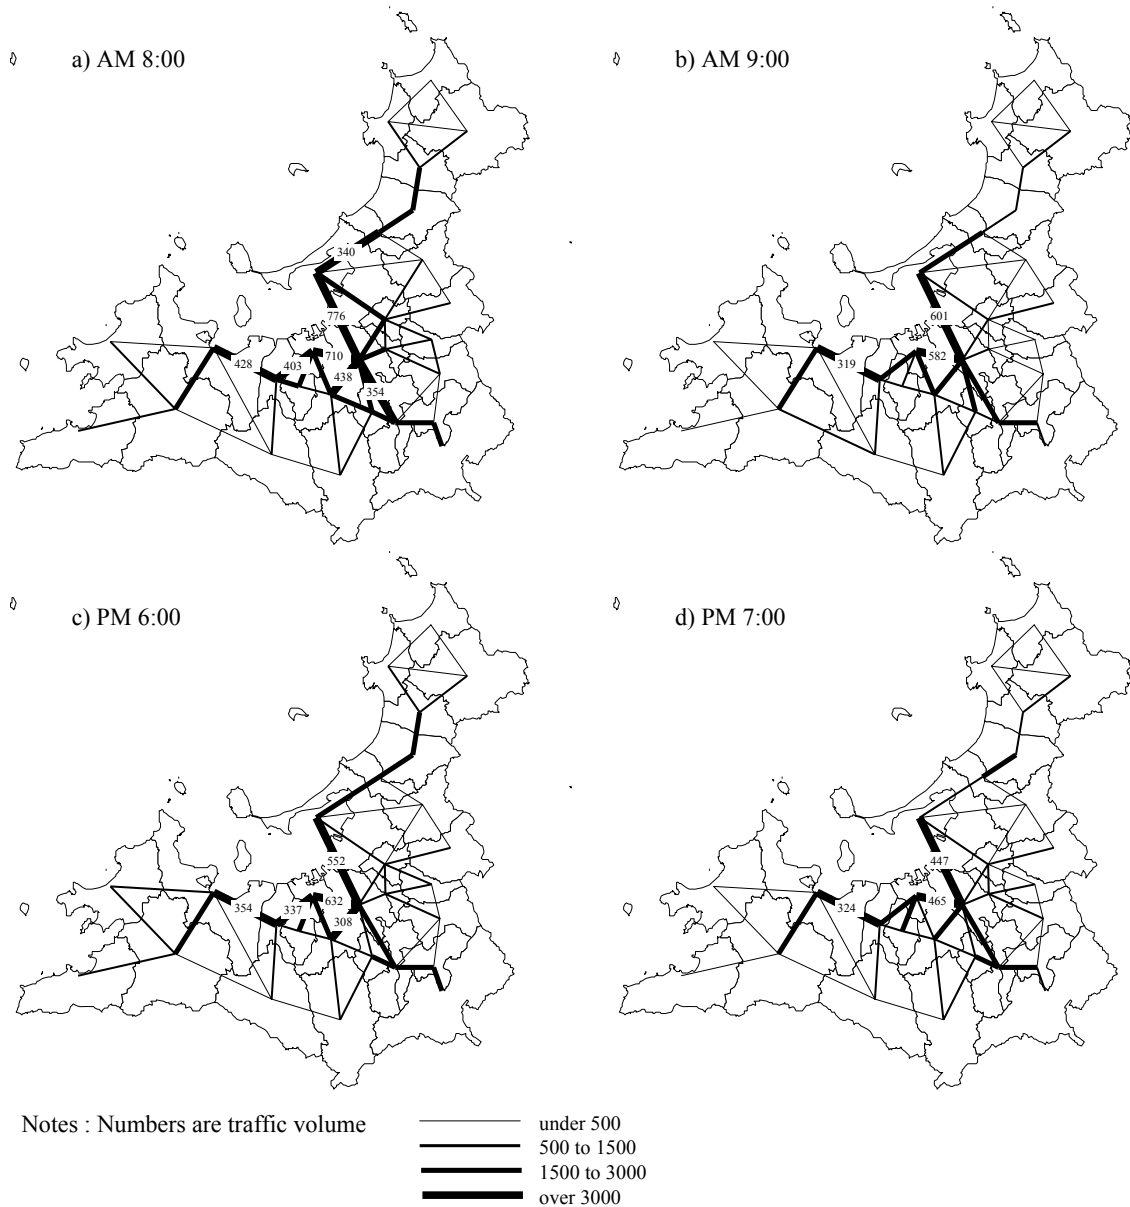 a) AM 8:00
340
776
710
428
403
438
354
b) AM 9:00
601
582
319
c) PM 6:00
552
632
354
337
308
d) PM 7:00
447
465
324
Notes : Numbers are traffic volume
under 500
500 to 1500
1500 to 3000
over 3000